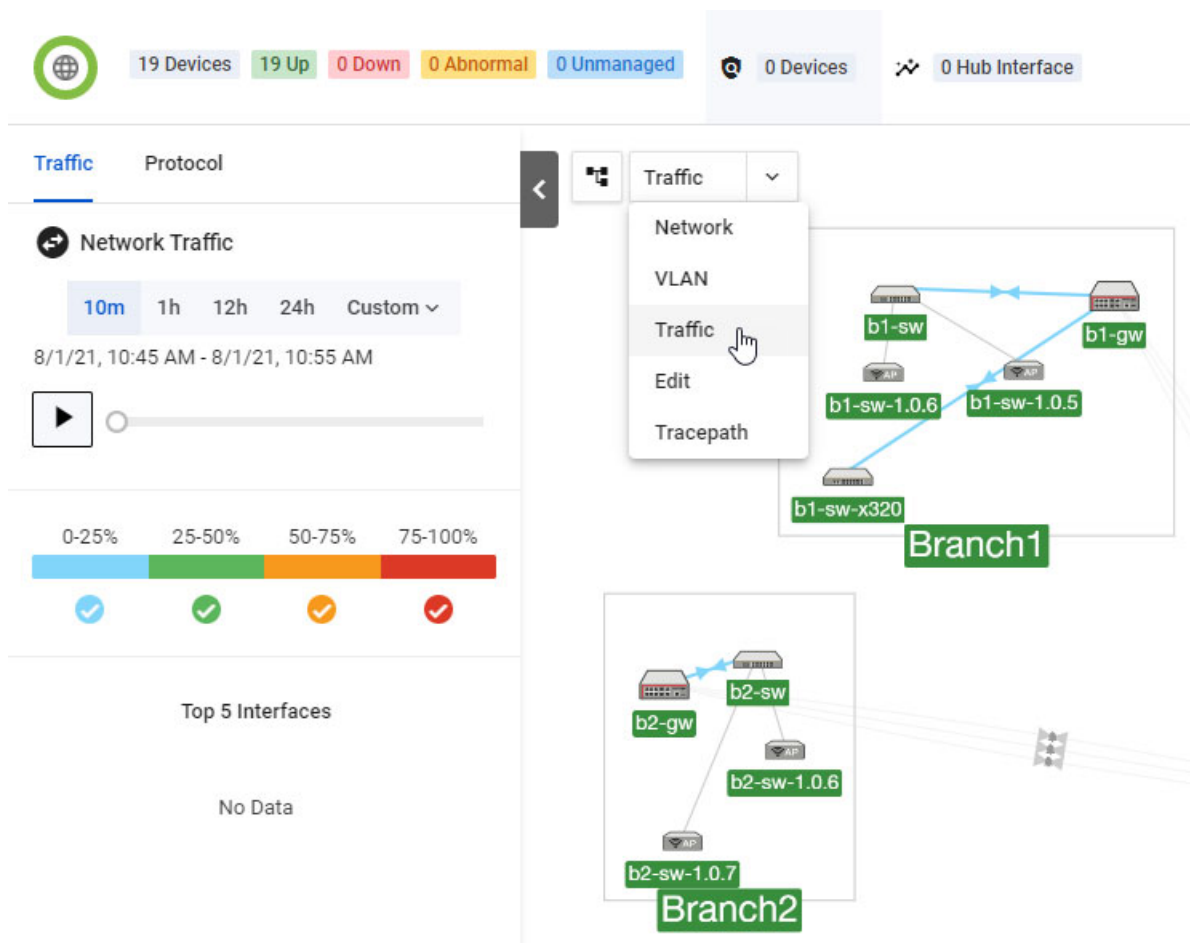 19 Devices 19 Up 0 Down 0 Abnormal 0 Unmanaged 0 Devices 0 Hub Interface
Traffic Protocol
Network Traffic
10m 1h 12h 24h Custom
8/1/21, 10:45 AM - 8/1/21, 10:55 AM
0-25% 25-50% 50-75% 75-100%
Top 5 Interfaces
No Data
Traffic
Network
VLAN
Traffic
Edit
Tracepath
b1-sw
b1-gw
AP
AP
b1-sw-1.0.6
b1-sw-1.0.5
b1-sw-x320
Branch1
b2-sw
b2-gw
AP
b2-sw-1.0.6
AP
b2-sw-1.0.7
Branch2